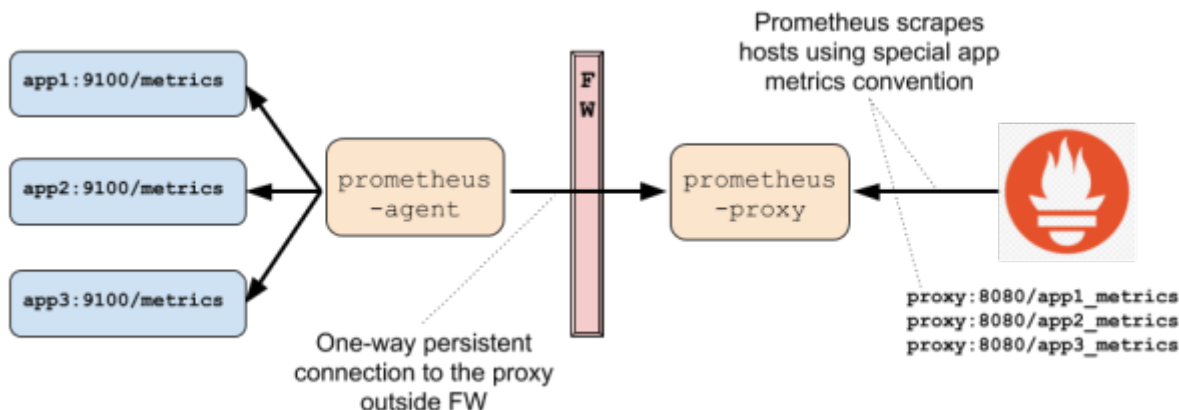 app1:9100/metrics
app2:9100/metrics
app3:9100/metrics
prometheus
-agent
One-way persistent
connection to the proxy
outside FW
F
W
prometheus
-proxy
Prometheus scrapes
hosts using special app
metrics convention
proxy:8080/app1_metrics
proxy:8080/app2_metrics
proxy:8080/app3_metrics